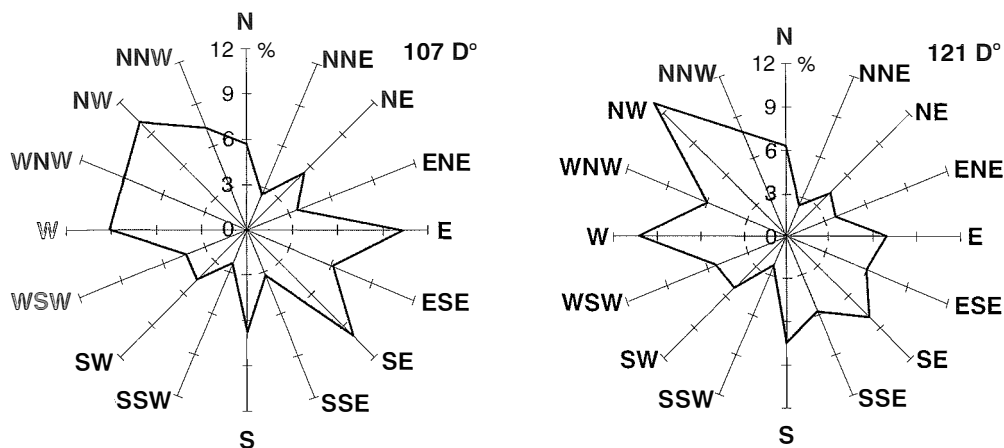 107 D°
N
12 %
9
6
3
0
NNE
NE
ENE
E
ESE
SE
SSE
S
SSW
SW
WSW
W
WNW
NW
NNW
121 D°
N
12 %
9
6
3
0
NNE
NE
ENE
E
ESE
SE
SSE
S
SSW
SW
WSW
W
WNW
NW
NNW